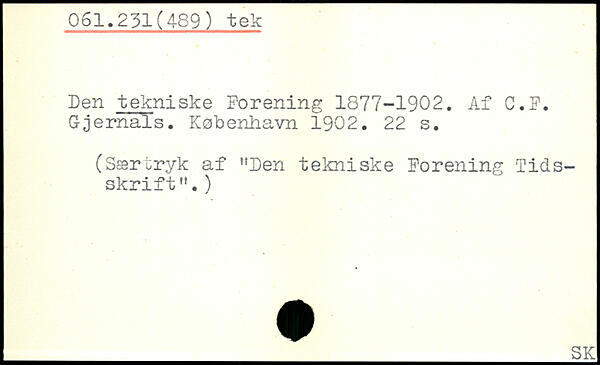 061.231(489) tek
Den tekniske Forening 1877-1902. Af C.F.
Gjernals. København 1902. 22 s.
(Særtryk af "Den tekniske Forening Tids-
skrift".)
SK